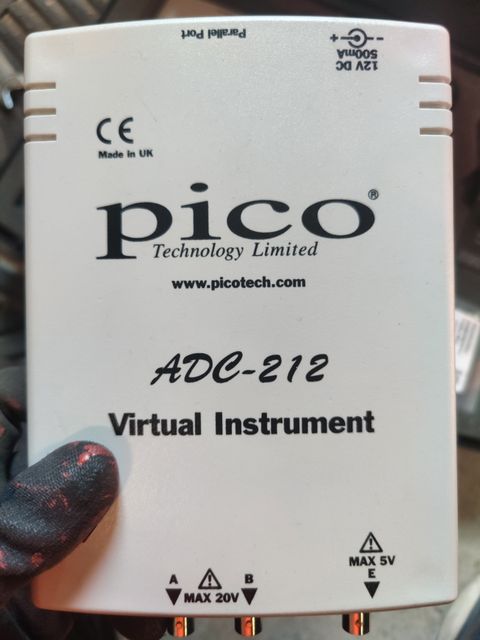 Parallel Port
12V DC
500mA
- +
CE
Made in UK
pico®
Technology Limited
www.picotech.com
ADC-212
Virtual Instrument
A B
MAX 20V
MAX 5V
E